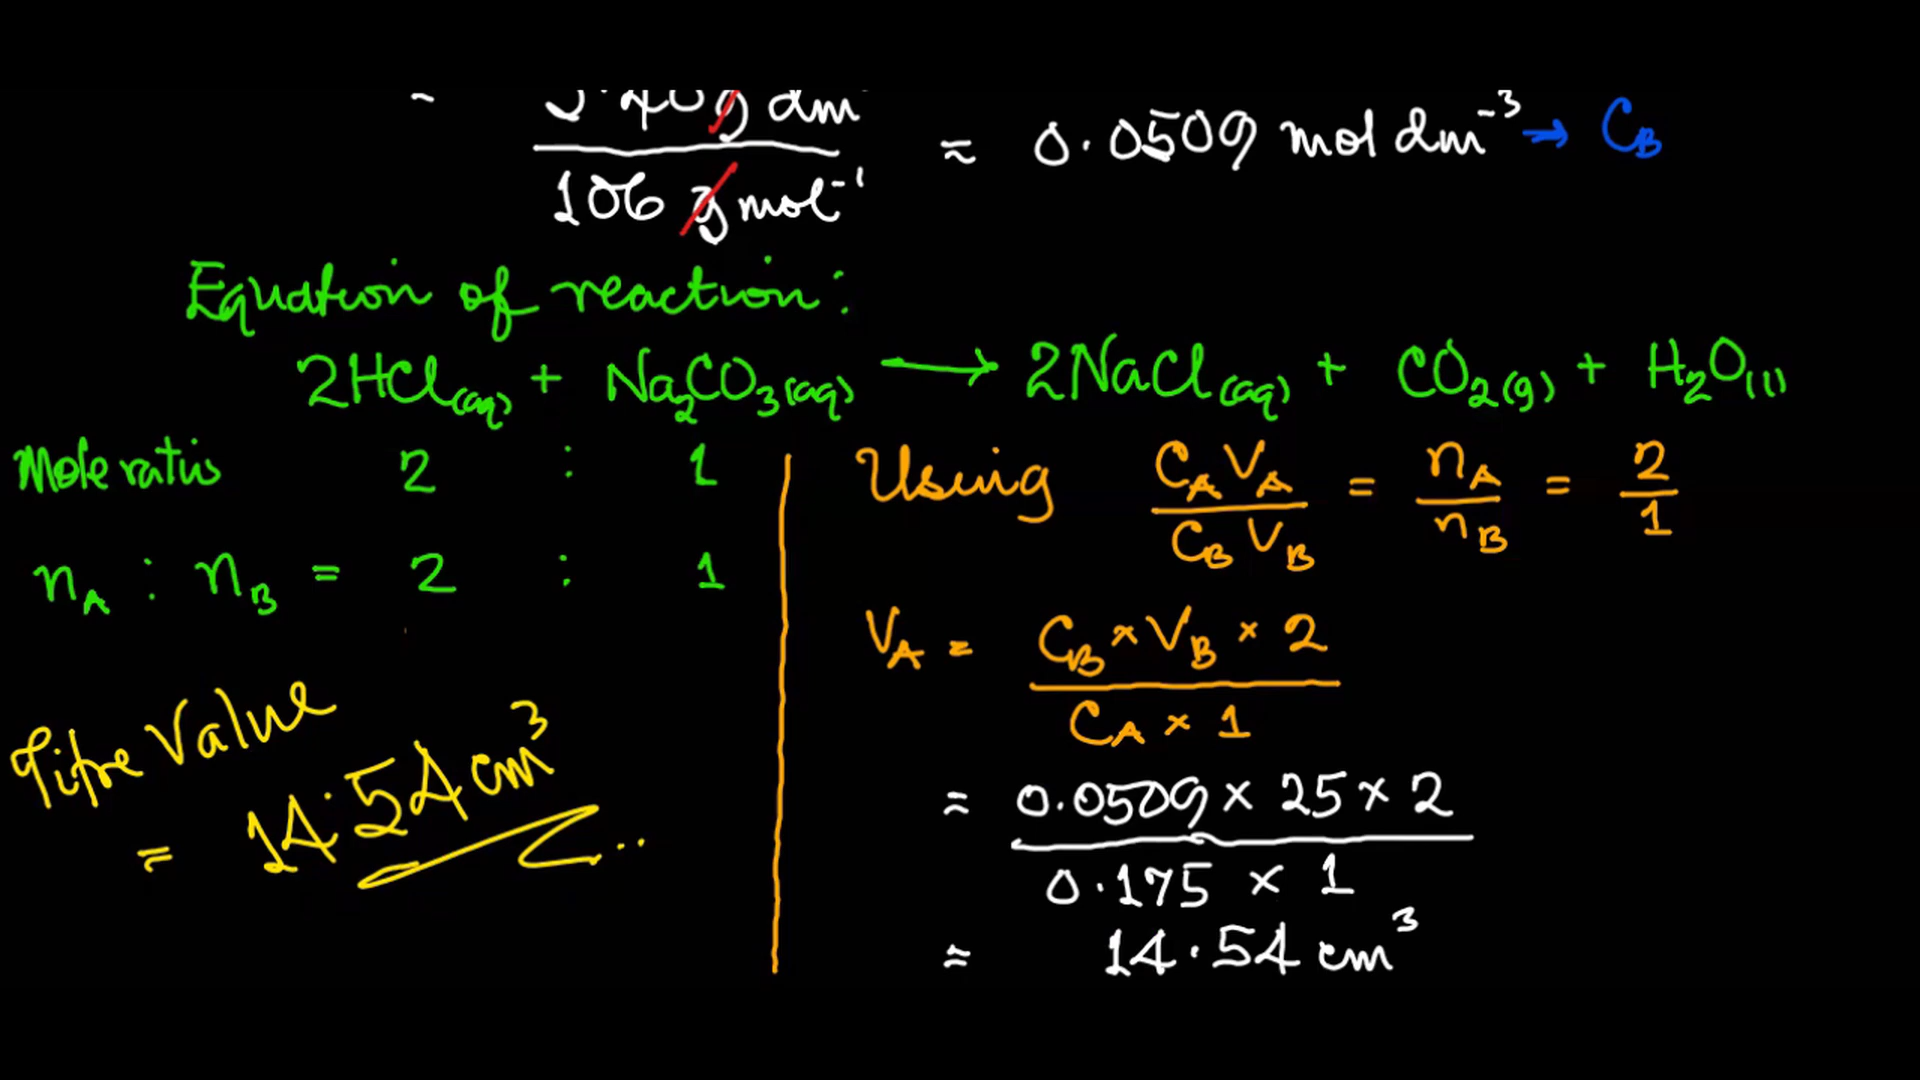 = g dm ≈ 0.0509 mol dm⁻³ → C_B
106 g mol⁻¹
Equation of reaction:
2HCl(aq) + Na₂CO₃(aq) → 2NaCl(aq) + CO₂(g) + H₂O(l)
Mole ratio 2 : 1
n_A : n_B = 2 : 1
Titre Value
= 14.54 cm³
Using C_A V_A / C_B V_B = n_A / n_B = 2 / 1
V_A = C_B × V_B × 2
C_A × 1
= 0.0509 × 25 × 2
0.175 × 1
= 14.54 cm³